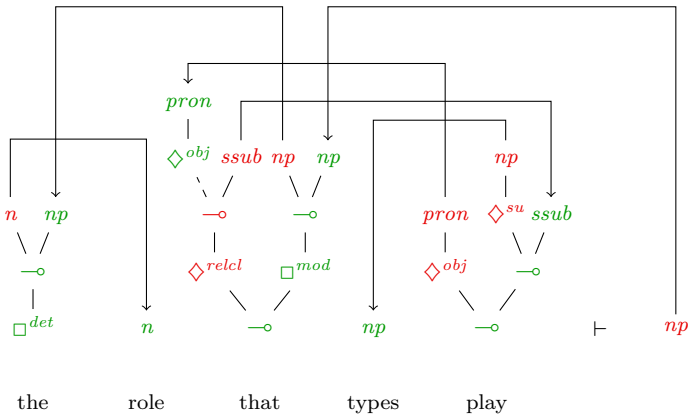 pron
◇obj ssub np np np
n np ⊸ ⊸ pron ◇su ssub
⊸ ◇relcl □mod ◇obj ⊸
□det n ⊸ np ⊸ ⊢ np
the role that types play